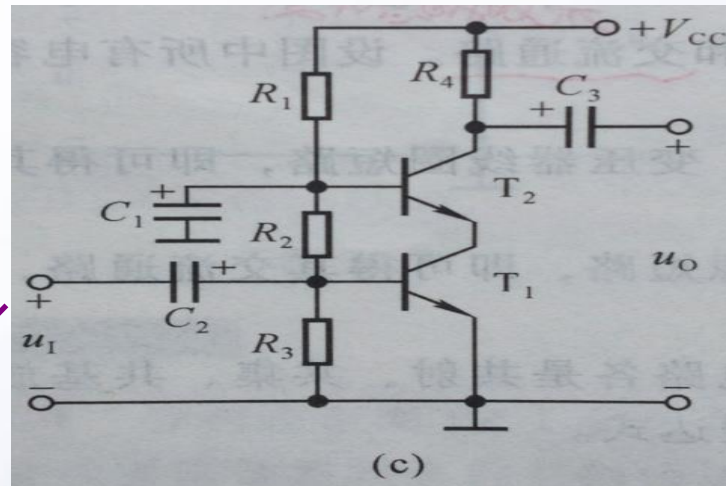 +V_CC
R_4
C_3
R_1
+
+
+
T_2
C_1
R_2
+
u_O
+
T_1
C_2
u_I
R_3
−
−
(c)